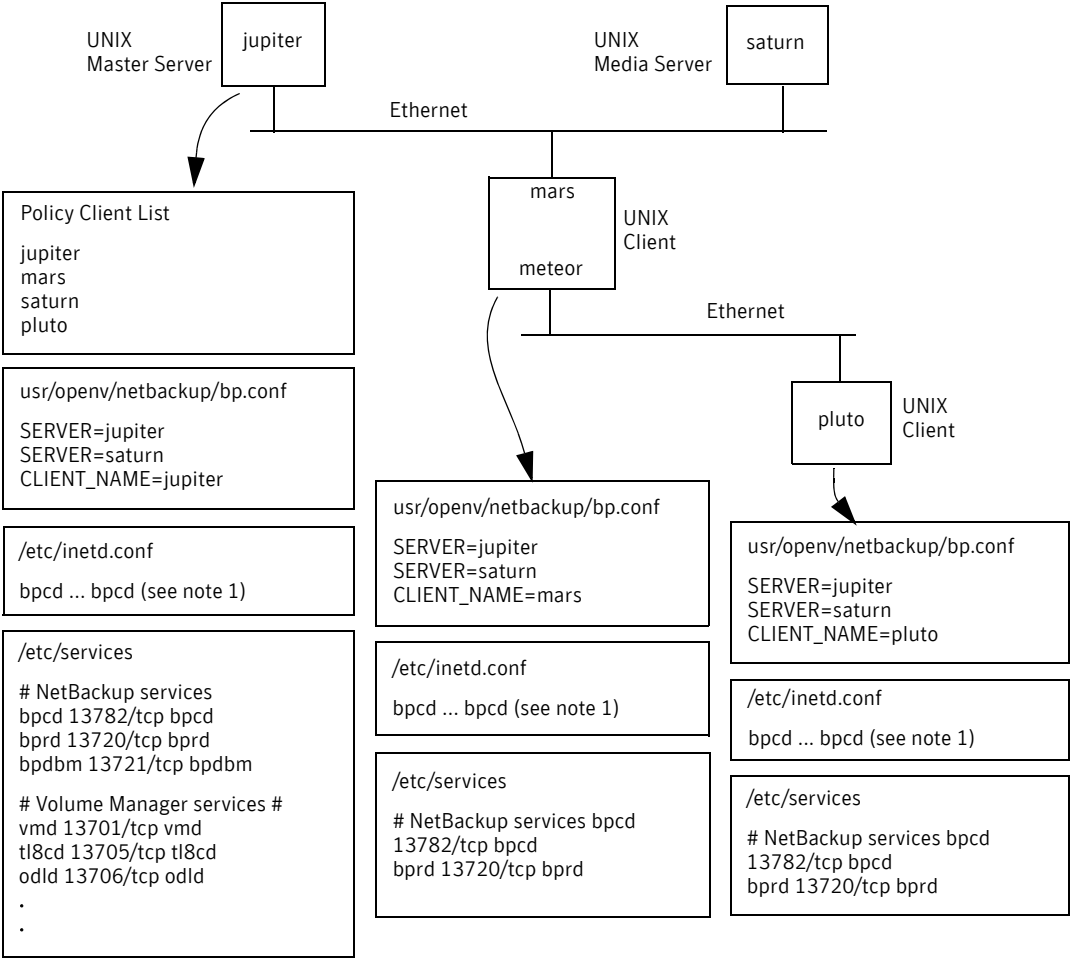 UNIX
Master Server
jupiter
UNIX
Media Server
saturn
Ethernet
mars
meteor
UNIX
Client
Ethernet
pluto
UNIX
Client
Policy Client List
jupiter
mars
saturn
pluto
usr/openv/netbackup/bp.conf
SERVER=jupiter
SERVER=saturn
CLIENT_NAME=jupiter
/etc/inetd.conf
bpcd ... bpcd (see note 1)
/etc/services
# NetBackup services
bpcd 13782/tcp bpcd
bprd 13720/tcp bprd
bpdbm 13721/tcp bpdbm
# Volume Manager services #
vmd 13701/tcp vmd
tl8cd 13705/tcp tl8cd
odld 13706/tcp odld
.
.
usr/openv/netbackup/bp.conf
SERVER=jupiter
SERVER=saturn
CLIENT_NAME=mars
/etc/inetd.conf
bpcd ... bpcd (see note 1)
/etc/services
# NetBackup services bpcd
13782/tcp bpcd
bprd 13720/tcp bprd
usr/openv/netbackup/bp.conf
SERVER=jupiter
SERVER=saturn
CLIENT_NAME=pluto
/etc/inetd.conf
bpcd ... bpcd (see note 1)
/etc/services
# NetBackup services bpcd
13782/tcp bpcd
bprd 13720/tcp bprd